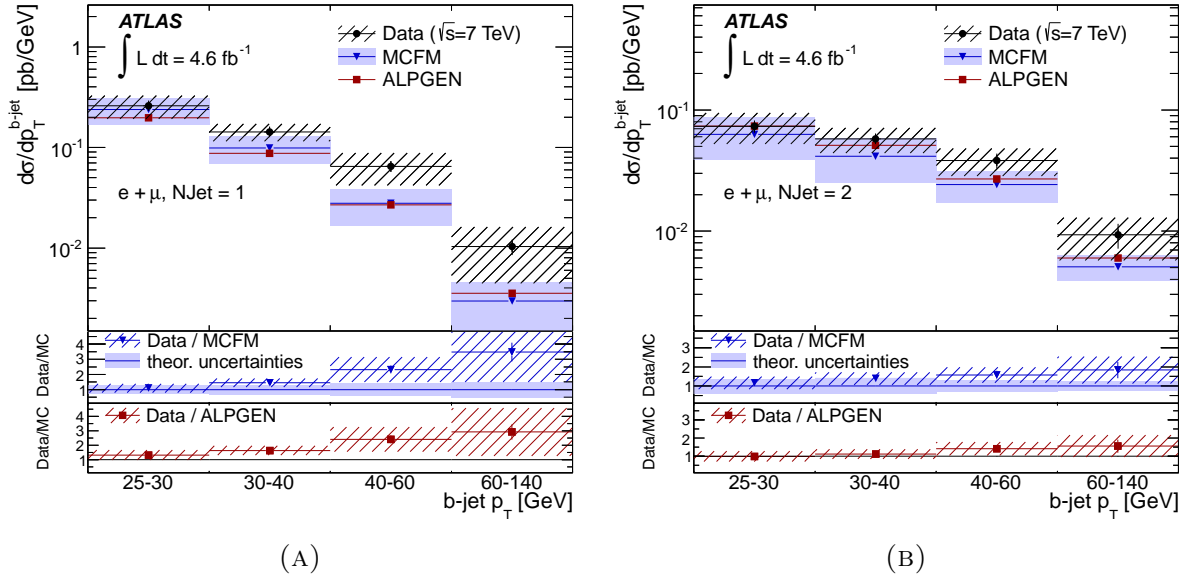 ATLAS
∫ L dt = 4.6 fb⁻¹
Data (√s=7 TeV)
MCFM
ALPGEN
e + μ, NJet = 1
dσ/dp_T^{b-jet} [pb/GeV]
1
10⁻¹
10⁻²
Data / MCFM
theor. uncertainties
Data/MC
4
3
2
1
Data / ALPGEN
Data/MC
4
3
2
1
25-30 30-40 40-60 60-140
b-jet p_T [GeV]
(A)
ATLAS
∫ L dt = 4.6 fb⁻¹
Data (√s=7 TeV)
MCFM
ALPGEN
e + μ, NJet = 2
dσ/dp_T^{b-jet} [pb/GeV]
10⁻¹
10⁻²
Data / MCFM
theor. uncertainties
Data/MC
3
2
1
Data / ALPGEN
Data/MC
3
2
1
25-30 30-40 40-60 60-140
b-jet p_T [GeV]
(B)